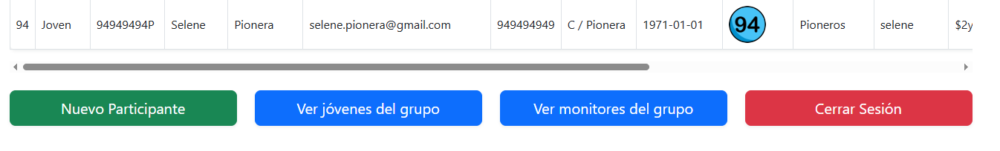 94 Joven 94949494P Selene Pionera selene.pionera@gmail.com 949494949 C / Pionera 1971-01-01 94 Pioneros selene $2y
Nuevo Participante Ver jóvenes del grupo Ver monitores del grupo Cerrar Sesión